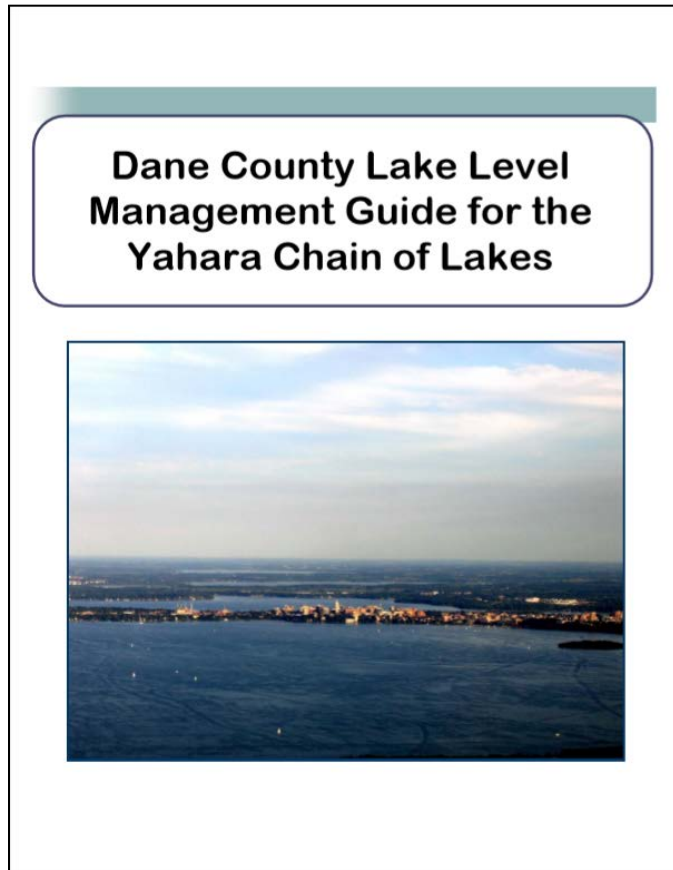 Dane County Lake Level
Management Guide for the
Yahara Chain of Lakes